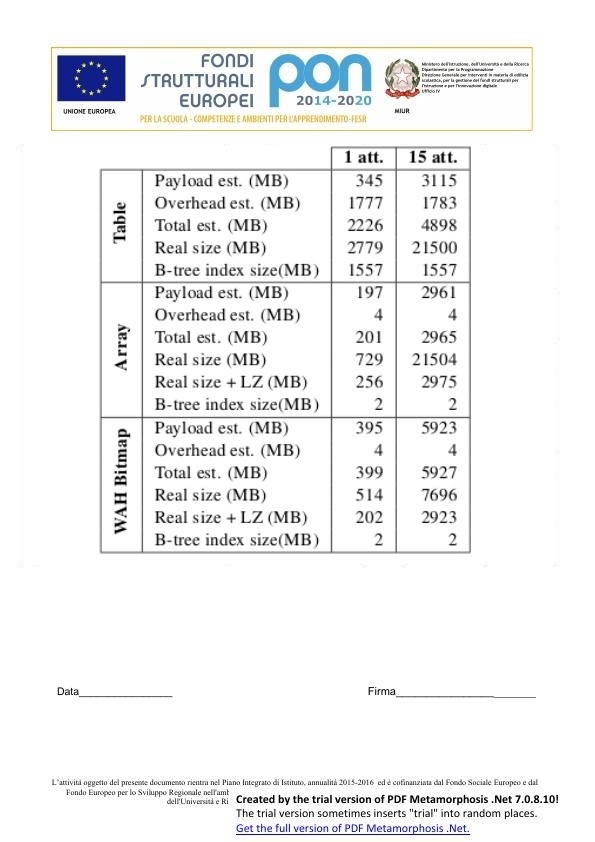 FONDI
STRUTTURALI
EUROPEI
pon
2014-2020
UNIONE EUROPEA
PER LA SCUOLA - COMPETENZE E AMBIENTI PER L'APPRENDIMENTO-FESR
Ministero dell'Istruzione, dell'Università e della Ricerca
Dipartimento per la Programmazione
Direzione Generale per interventi in materia di edilizia
scolastica, per la gestione dei fondi strutturali per
l'istruzione e per l'innovazione digitale
Ufficio IV
MIUR
1 att. 15 att.
Table
Payload est. (MB) 345 3115
Overhead est. (MB) 1777 1783
Total est. (MB) 2226 4898
Real size (MB) 2779 21500
B-tree index size(MB) 1557 1557
Array
Payload est. (MB) 197 2961
Overhead est. (MB) 4 4
Total est. (MB) 201 2965
Real size (MB) 729 21504
Real size + LZ (MB) 256 2975
B-tree index size(MB) 2 2
WAH Bitmap
Payload est. (MB) 395 5923
Overhead est. (MB) 4 4
Total est. (MB) 399 5927
Real size (MB) 514 7696
Real size + LZ (MB) 202 2923
B-tree index size(MB) 2 2
Data________________ Firma________________________
L'attività oggetto del presente documento rientra nel Piano Integrato di Istituto, annualità 2015-2016 ed è cofinanziata dal Fondo Sociale Europeo e dal
Fondo Europeo per lo Sviluppo Regionale nell'amb
dell'Università e Ri
Created by the trial version of PDF Metamorphosis .Net 7.0.8.10!
The trial version sometimes inserts "trial" into random places.
Get the full version of PDF Metamorphosis .Net.